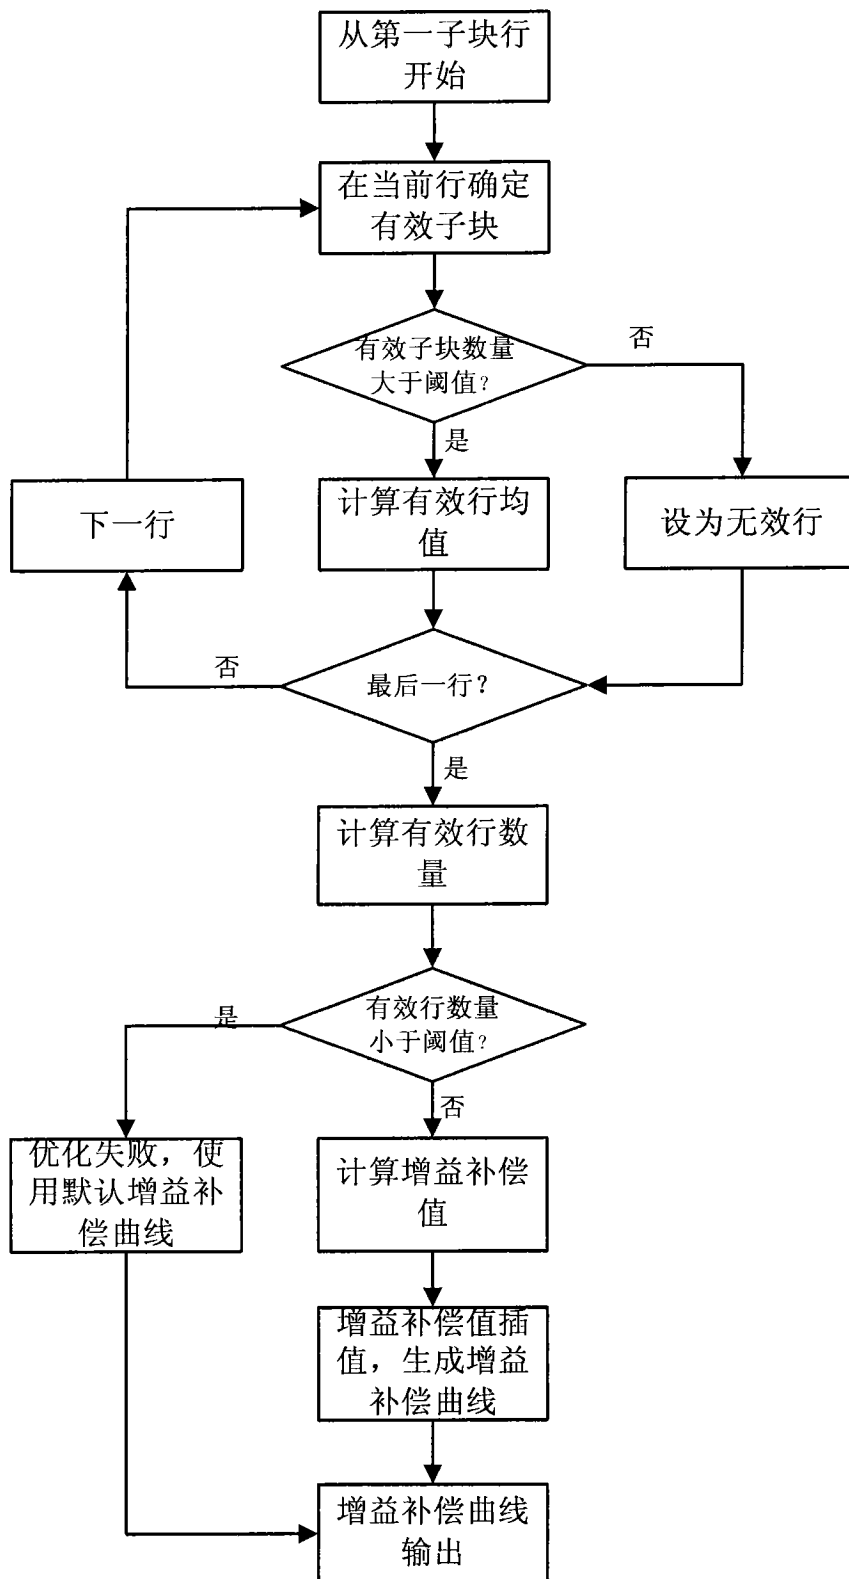 从第一子块行
开始
在当前行确定
有效子块
有效子块数量
大于阈值?
否
是
下一行
计算有效行均
值
设为无效行
否
最后一行?
是
计算有效行数
量
有效行数量
小于阈值?
是
否
优化失败，使
用默认增益补
偿曲线
计算增益补偿
值
增益补偿值插
值，生成增益
补偿曲线
增益补偿曲线
输出